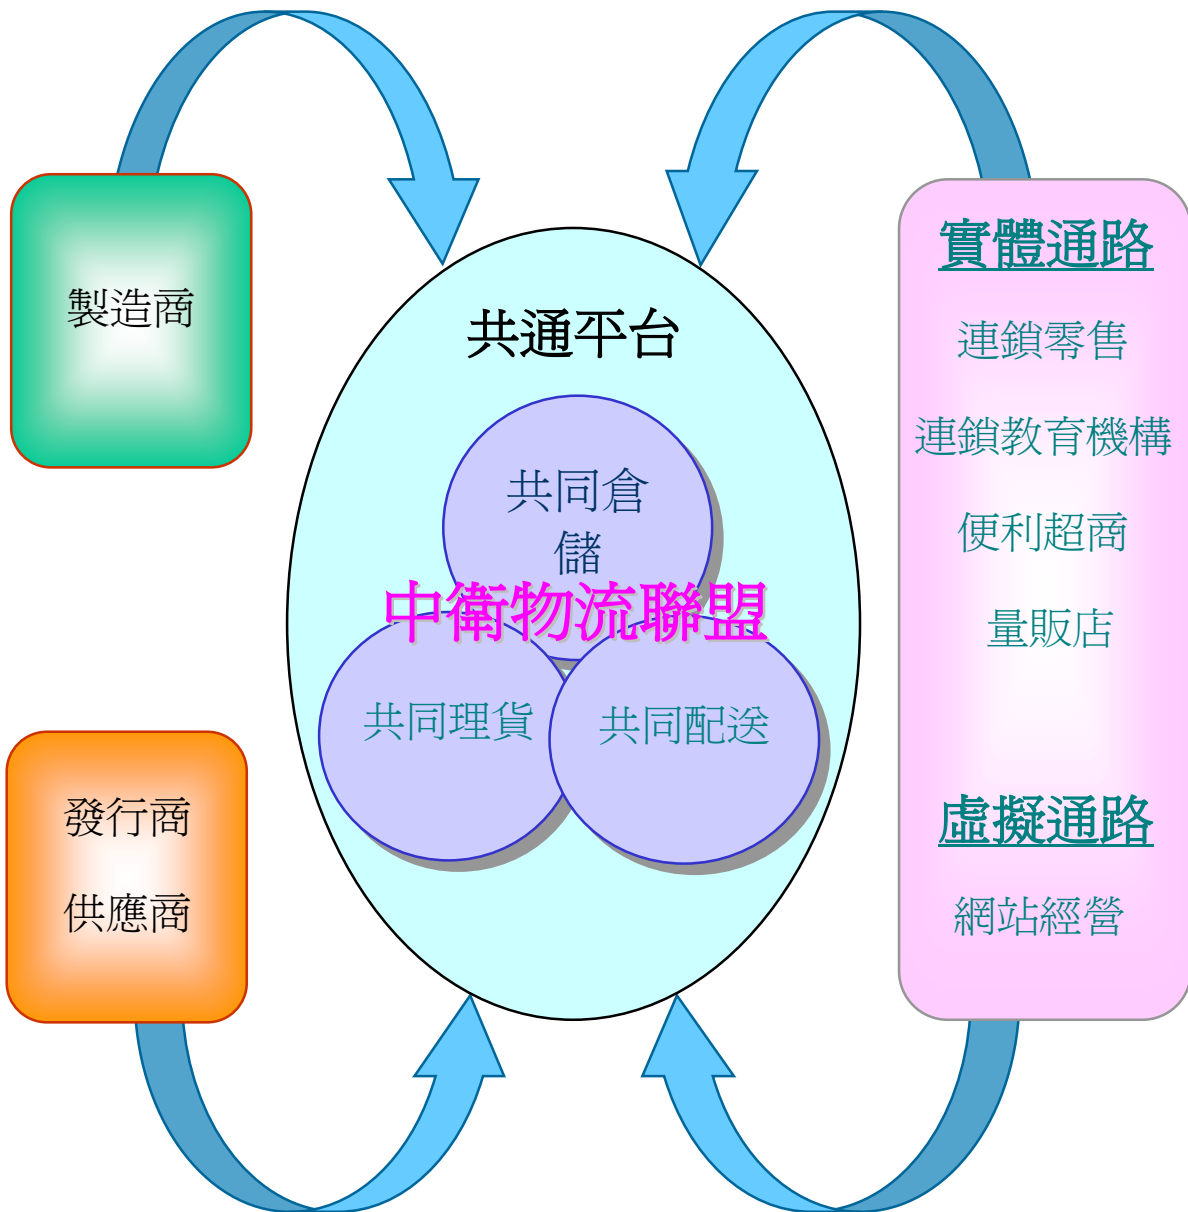 製造商
發行商
供應商
共通平台
共同倉
儲
中衛物流聯盟
共同理貨
共同配送
實體通路
連鎖零售
連鎖教育機構
便利超商
量販店
虛擬通路
網站經營